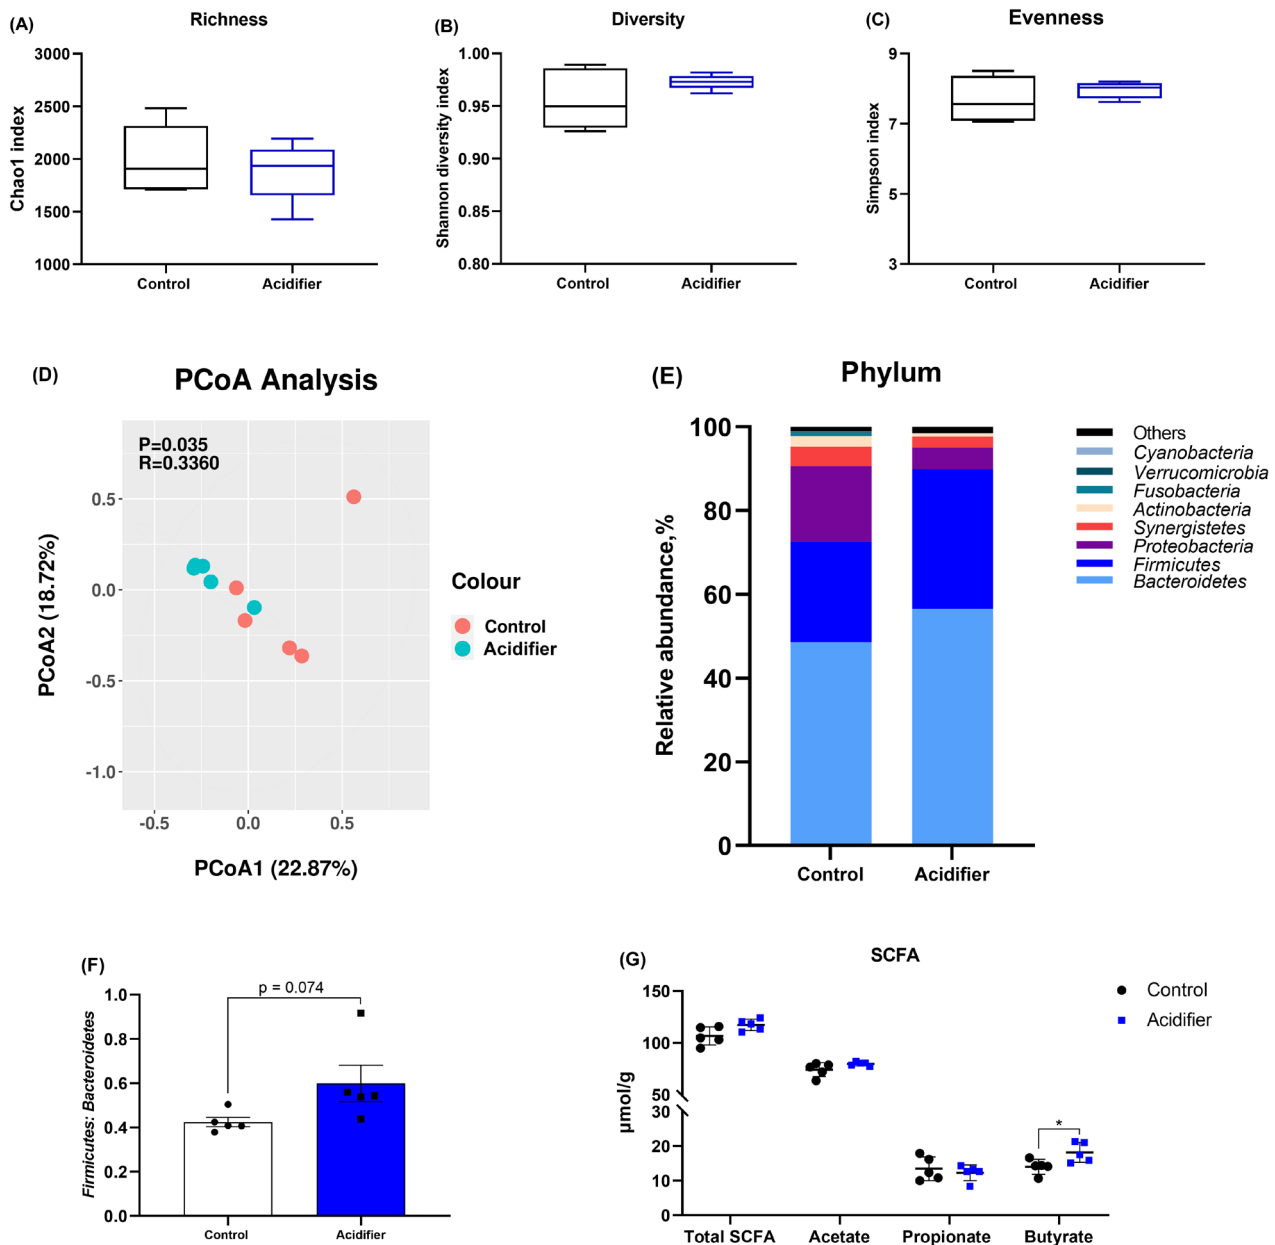 (A)
Richness
Chao1 index
3000
2500
2000
1500
1000
Control
Acidifier
(B)
Diversity
Shannon diversity index
1.00
0.95
0.90
0.85
0.80
Control
Acidifier
(C)
Evenness
Simpson index
9
7
5
3
Control
Acidifier
(D)
PCoA Analysis
P=0.035
R=0.3360
PCoA2 (18.72%)
0.5
0.0
-0.5
-1.0
-0.5
0.0
0.5
PCoA1 (22.87%)
Colour
Control
Acidifier
(E)
Phylum
Relative abundance,%
100
80
60
40
20
0
Control
Acidifier
Others
Cyanobacteria
Verrucomicrobia
Fusobacteria
Actinobacteria
Synergistetes
Proteobacteria
Firmicutes
Bacteroidetes
(F)
Firmicutes: Bacteroidetes
1.0
0.8
0.6
0.4
0.2
0.0
p = 0.074
Control
Acidifier
(G)
SCFA
μmol/g
150
100
50
30
20
10
0
*
Total SCFA
Acetate
Propionate
Butyrate
Control
Acidifier